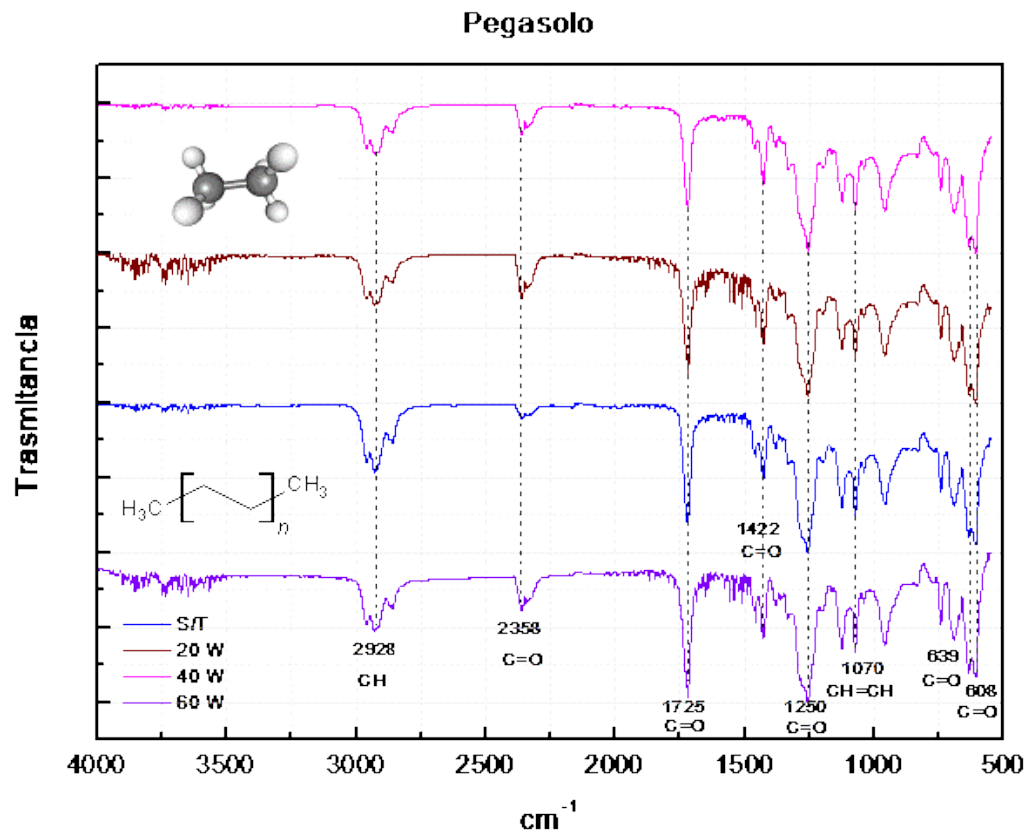 Pegasolo
Trasmitancia
H₃C
CH₃
n
S/T
20 W
40 W
60 W
2928
CH
2358
C=O
1725
C=O
1422
C=O
1250
C=O
1070
CH=CH
639
C=O
608
C=O
4000 3500 3000 2500 2000 1500 1000 500
cm⁻¹